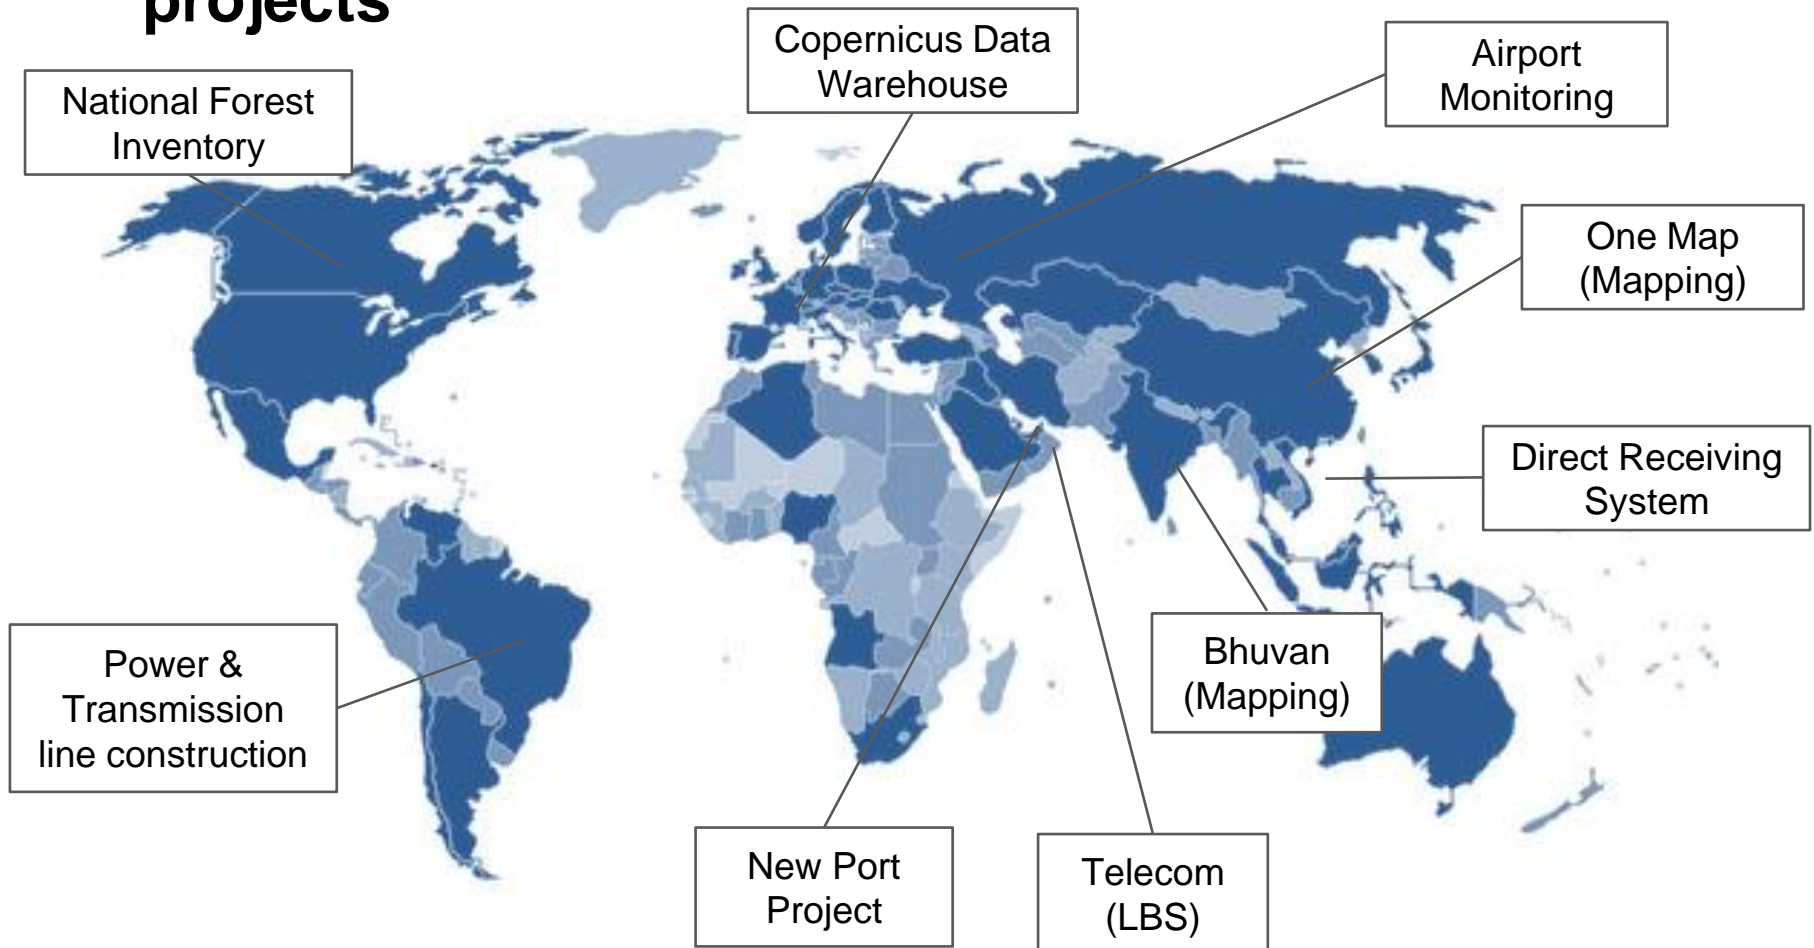 projects
Copernicus Data
Warehouse
Airport
Monitoring
National Forest
Inventory
One Map
(Mapping)
Direct Receiving
System
Bhuvan
(Mapping)
Power &
Transmission
line construction
New Port
Project
Telecom
(LBS)